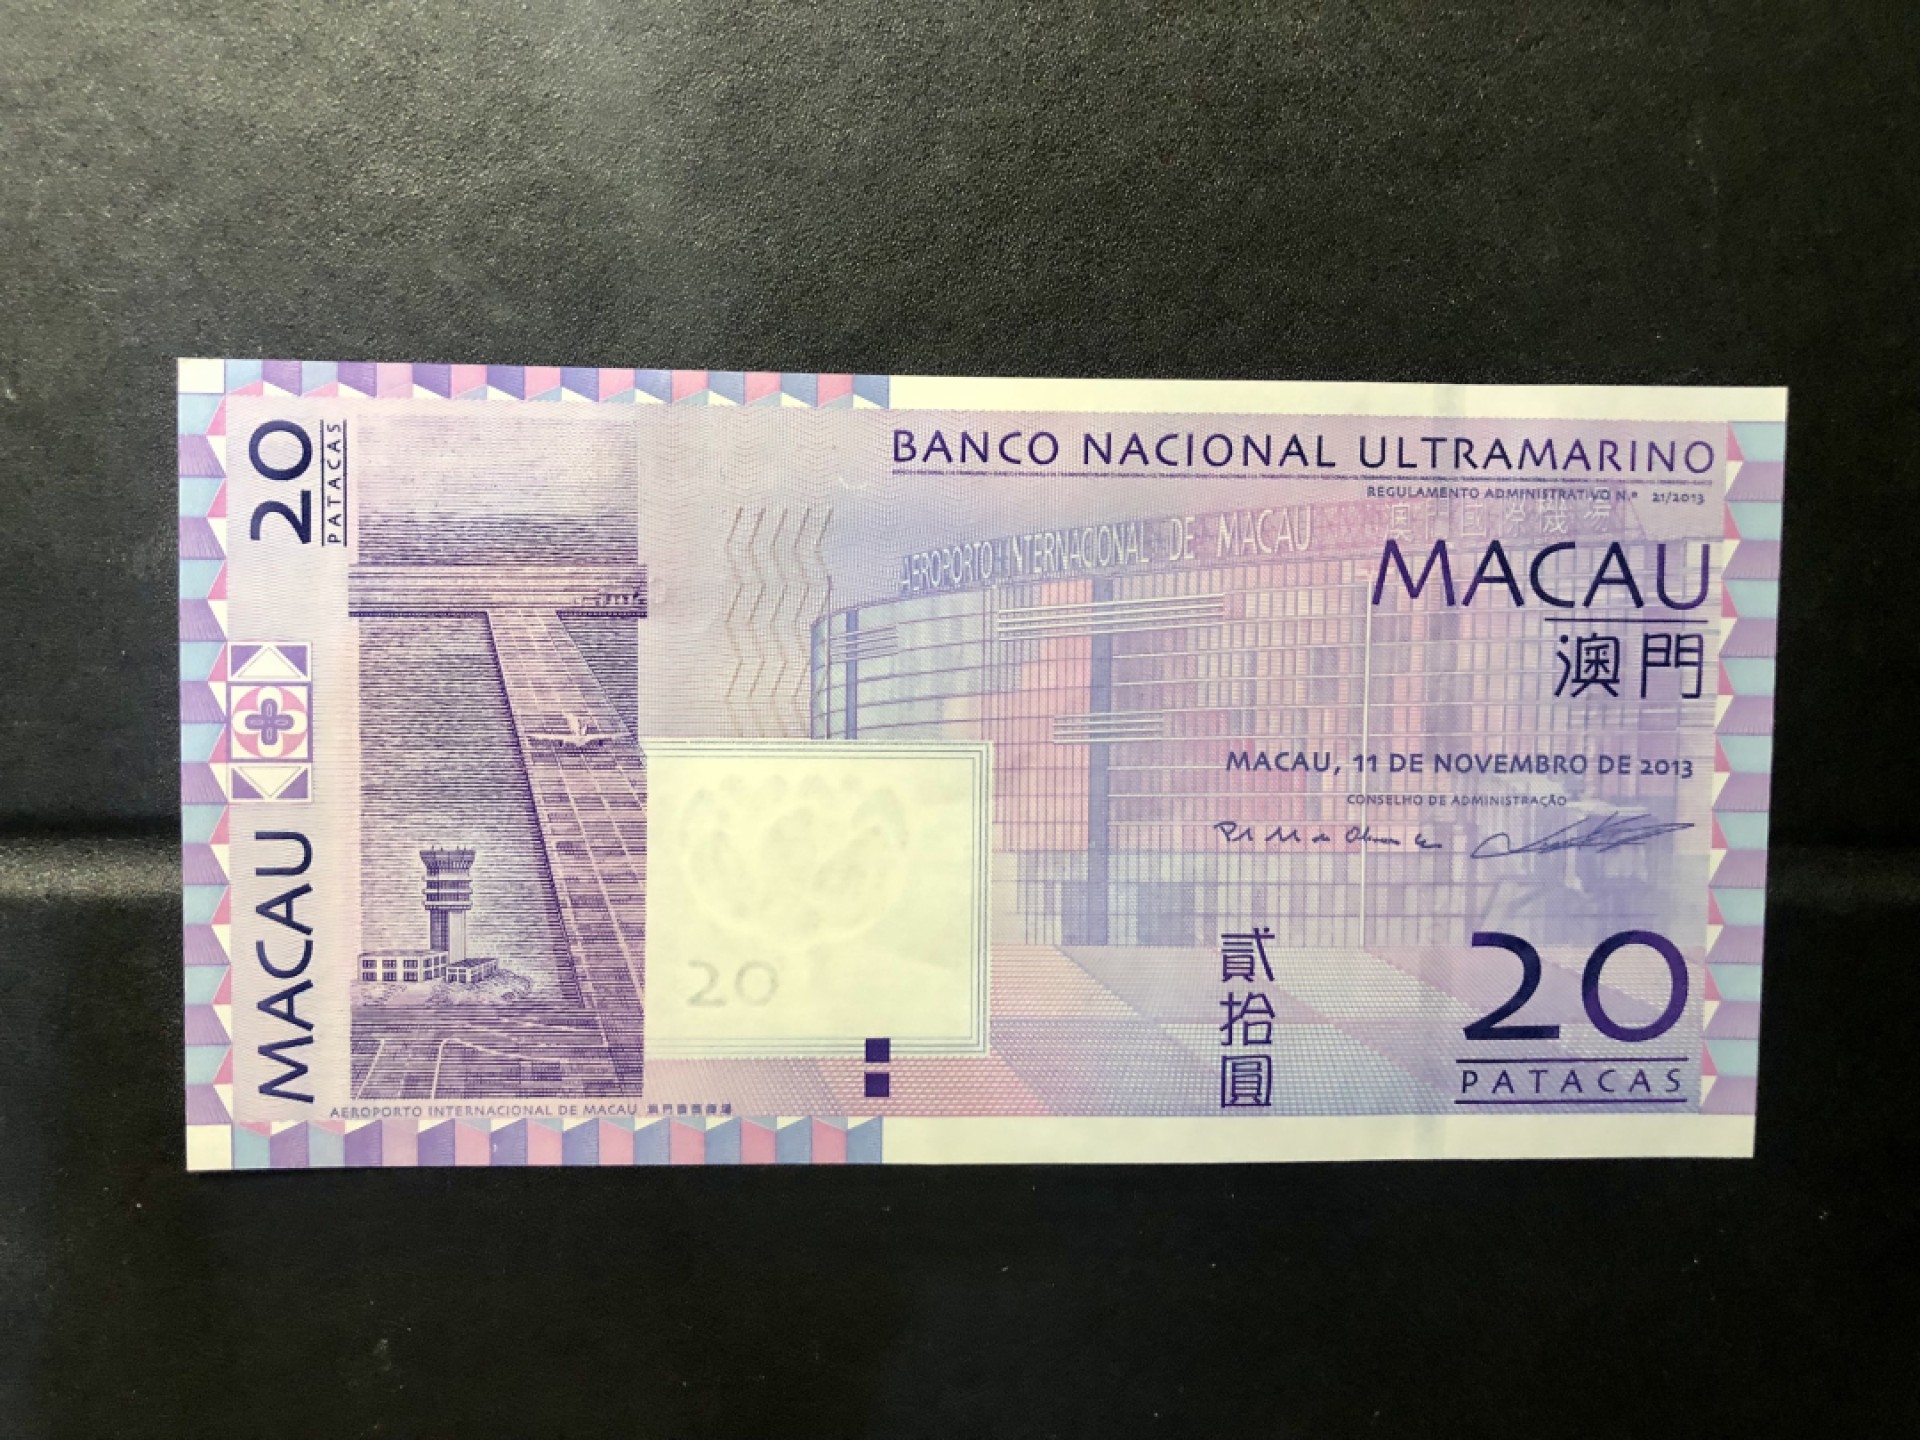 20
PATACAS
MACAU
BANCO NACIONAL ULTRAMARINO
REGULAMENTO ADMINISTRATIVO N.º 21/2013
AEROPORTO INTERNACIONAL DE MACAU 澳門國際機場
MACAU
澳門
MACAU, 11 DE NOVEMBRO DE 2013
CONSELHO DE ADMINISTRAÇÃO
20
貳拾圓
20
PATACAS
AEROPORTO INTERNACIONAL DE MACAU 澳門國際機場